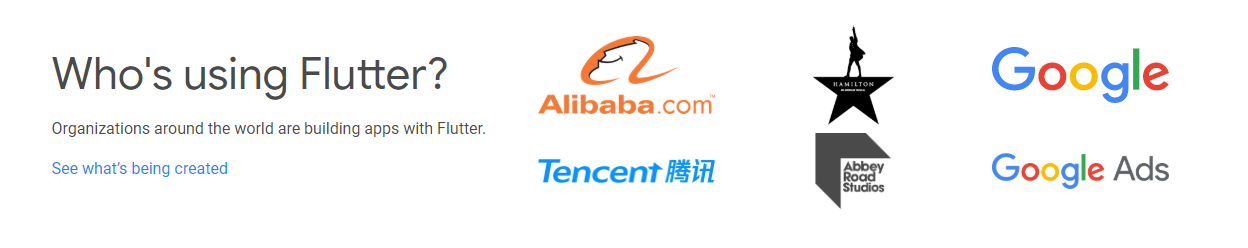 Who's using Flutter?
Organizations around the world are building apps with Flutter.
See what's being created
Alibaba.com™
HAMILTON
Google
Tencent 腾讯
Abbey
Road
Studios
Google Ads